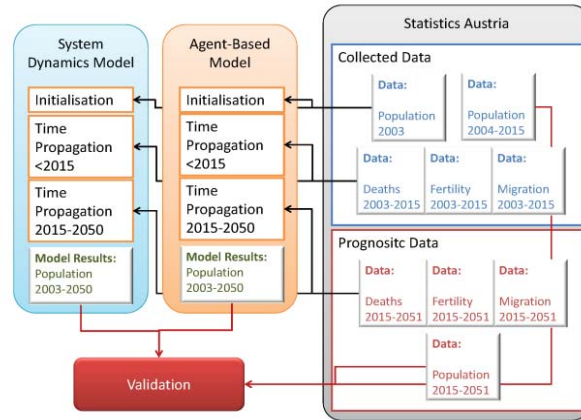 System
Dynamics Model
Initialisation
Time
Propagation
<2015
Time
Propagation
2015-2050
Model Results:
Population
2003-2050
Agent-Based
Model
Initialisation
Time
Propagation
<2015
Time
Propagation
2015-2050
Model Results:
Population
2003-2050
Statistics Austria
Collected Data
Data:
Population
2003
Data:
Population
2004-2015
Data:
Deaths
2003-2015
Data:
Fertility
2003-2015
Data:
Migration
2003-2015
Prognositc Data
Data:
Deaths
2015-2051
Data:
Fertility
2015-2051
Data:
Migration
2015-2051
Data:
Population
2015-2051
Validation